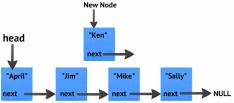 New Node
"Ken"
next
head
"April"
next
"Jim"
next
"Mike"
next
"Sally"
next
NULL